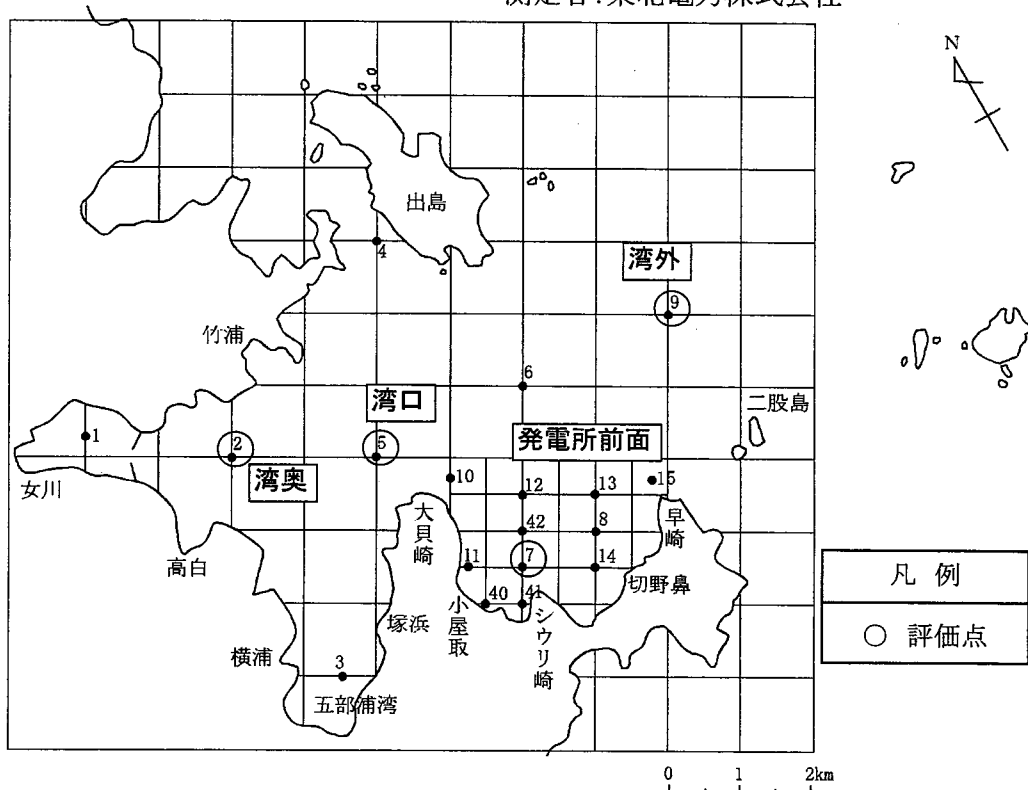 測定者:東北電力株式会社
N
出島
4
湾外
9
竹浦
6
湾口
二股島
1
2
5
発電所前面
湾奥
女川
10
12
13
15
大貝崎
42
8
早崎
高白
11
7
14
切野鼻
凡 例
40
41
小屋取
シウリ崎
塚浜
○ 評価点
横浦
3
五部浦湾
0 1 2km